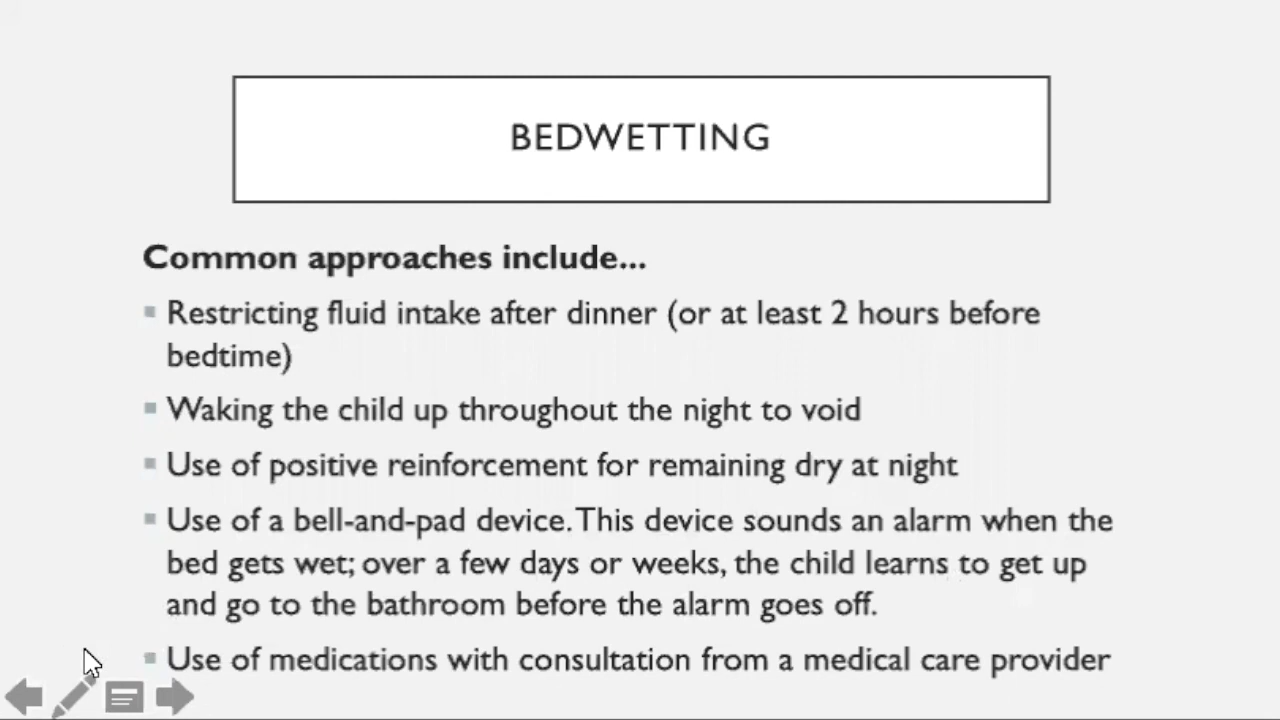 BEDWETTING
Common approaches include...
Restricting fluid intake after dinner (or at least 2 hours before
bedtime)
Waking the child up throughout the night to void
Use of positive reinforcement for remaining dry at night
Use of a bell-and-pad device. This device sounds an alarm when the
bed gets wet; over a few days or weeks, the child learns to get up
and go to the bathroom before the alarm goes off.
Use of medications with consultation from a medical care provider